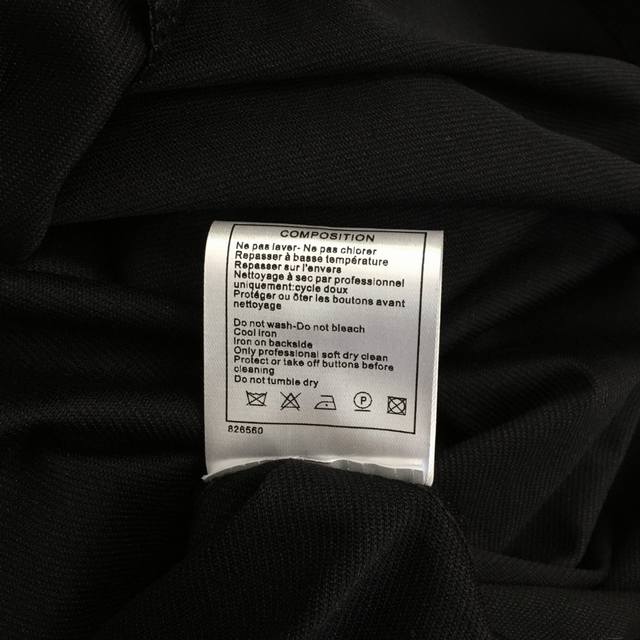 COMPOSITION
Ne pas laver- Ne pas chlorer
Repasser à basse température
Repasser sur l'envers
Nettoyage à sec par professionnel
uniquement:cycle doux
Protéger ou ôter les boutons avant
nettoyage
Do not wash-Do not bleach
Cool iron
Iron on backside
Only professional soft dry clean
Protect or take off buttons before
cleaning
Do not tumble dry
P
826560